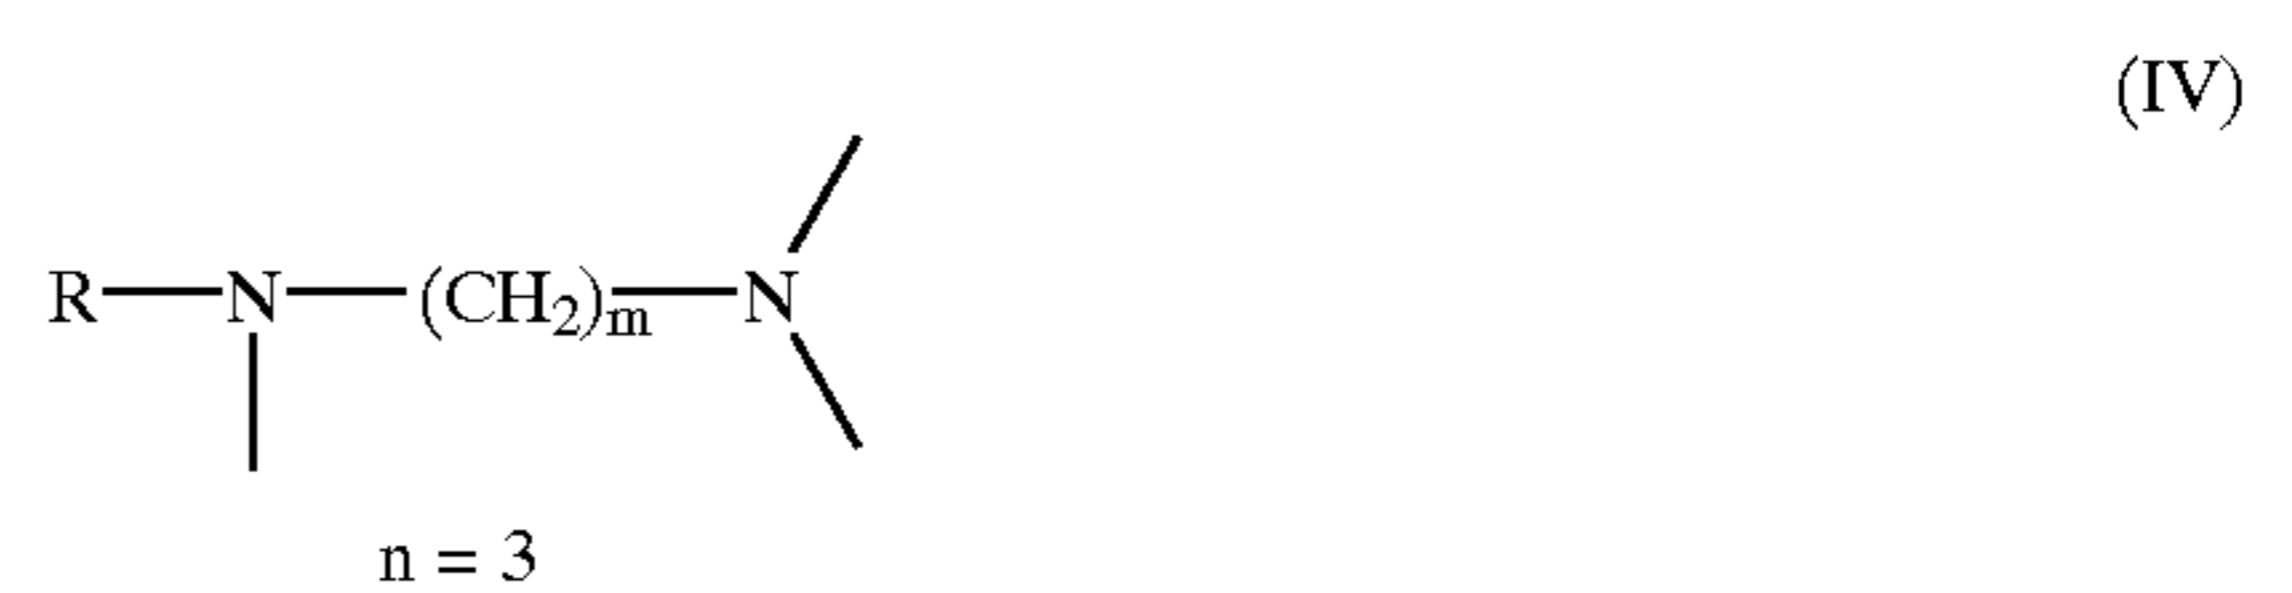 (IV)
R—N—(CH₂)ₘ—N
n = 3